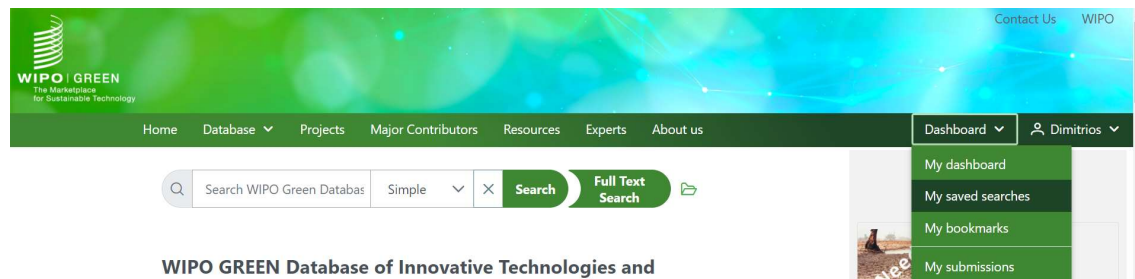 Contact Us WIPO
WIPO | GREEN
The Marketplace
for Sustainable Technology
Home Database Projects Major Contributors Resources Experts About us Dashboard Dimitrios
My dashboard
My saved searches
My bookmarks
My submissions
Search WIPO Green Databas Simple Search Full Text Search
WIPO GREEN Database of Innovative Technologies and